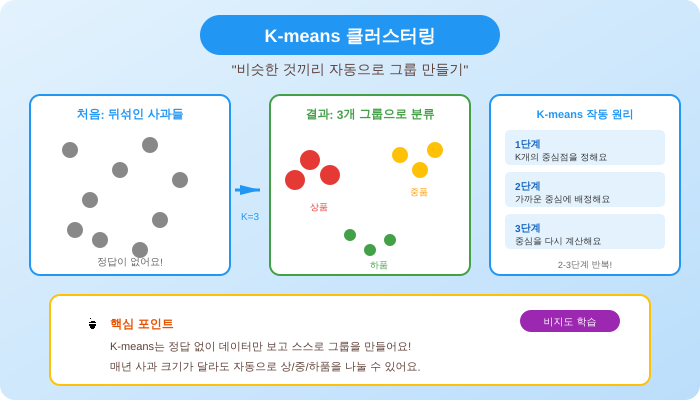 K-means 클러스터링
"비슷한 것끼리 자동으로 그룹 만들기"
처음: 뒤섞인 사과들
정답이 없어요!
K=3
결과: 3개 그룹으로 분류
상품
중품
하품
K-means 작동 원리
1단계
K개의 중심점을 정해요
2단계
가까운 중심에 배정해요
3단계
중심을 다시 계산해요
2-3단계 반복!
핵심 포인트
비지도 학습
K-means는 정답 없이 데이터만 보고 스스로 그룹을 만들어요!
매년 사과 크기가 달라도 자동으로 상/중/하품을 나눌 수 있어요.